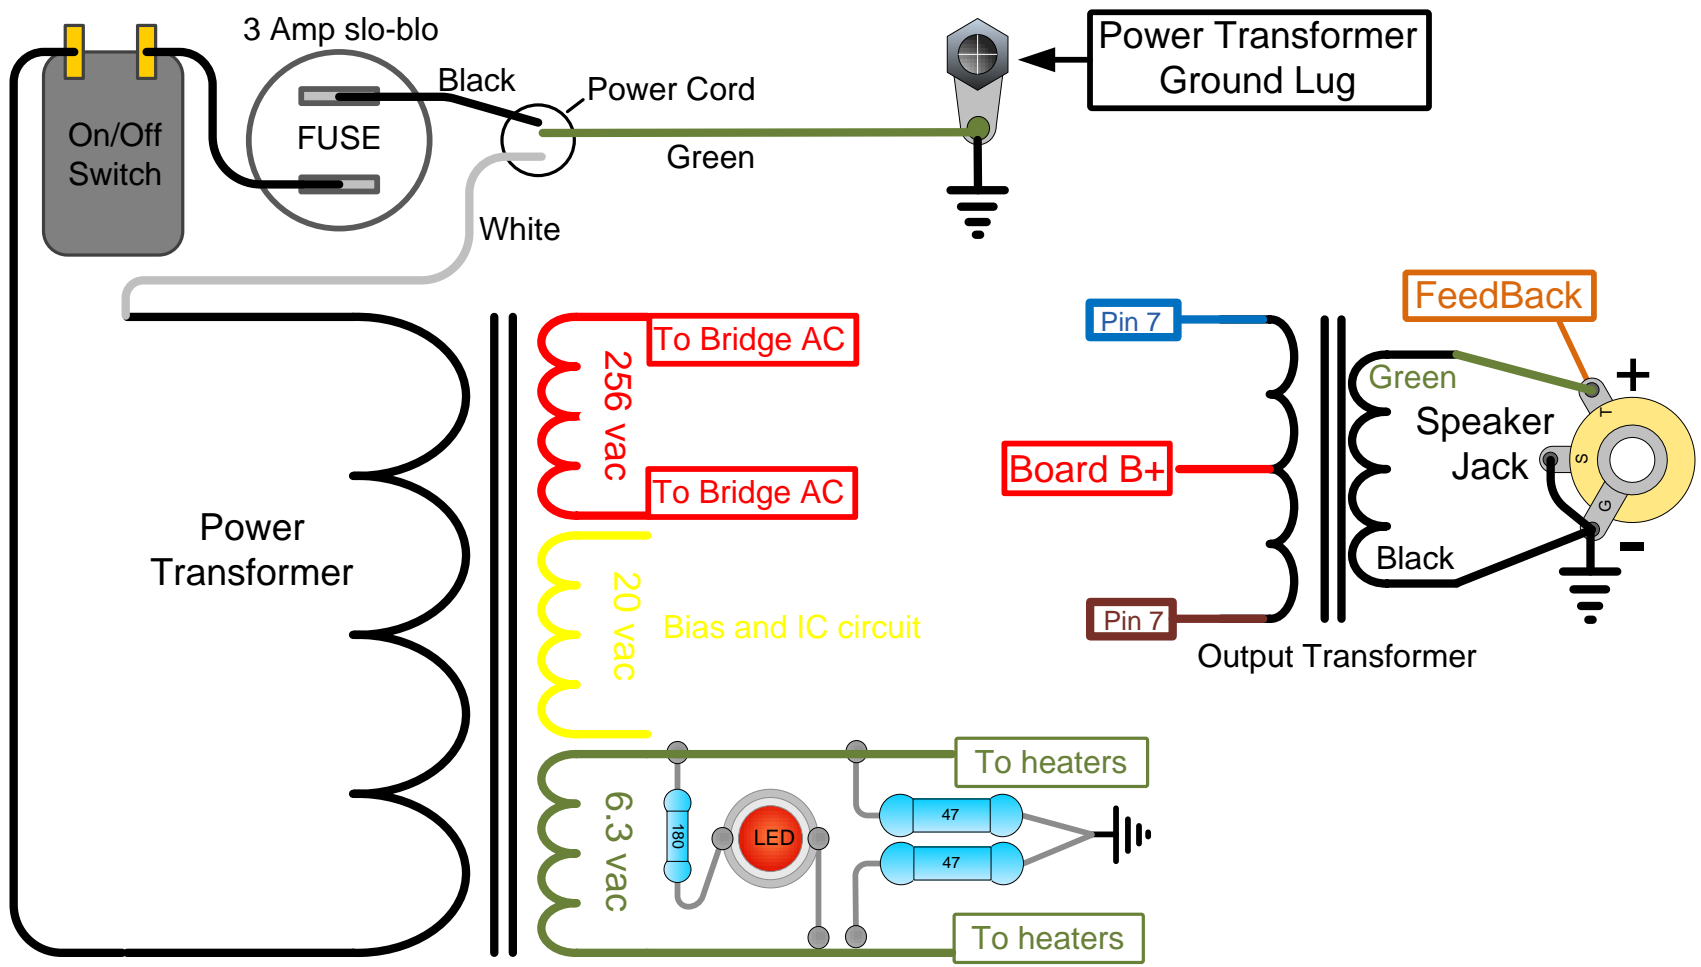 3 Amp slo-blo
Black
Power Cord
Power Transformer
Ground Lug
On/Off
Switch
FUSE
Green
White
FeedBack
To Bridge AC
256 vac
Pin 7
Green
+
T
Speaker
Jack
S
Board B+
To Bridge AC
G
Power
Transformer
Black
-
20 vac
Bias and IC circuit
Pin 7
Output Transformer
To heaters
6.3 vac
180
LED
47
47
To heaters